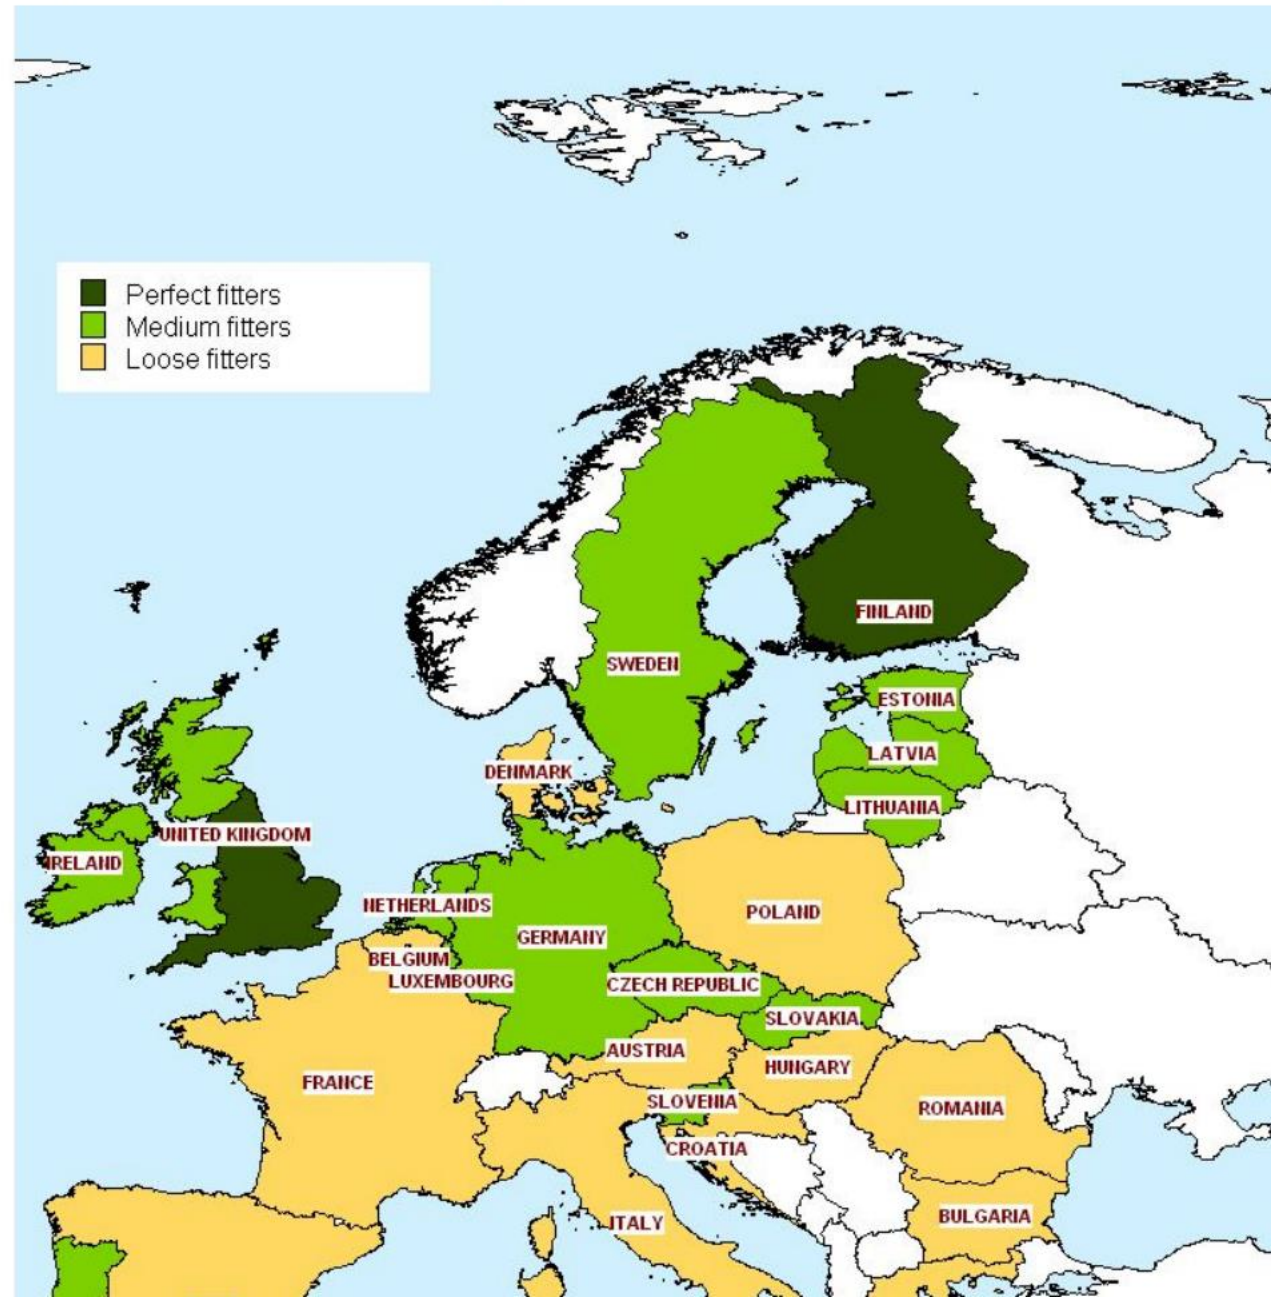 Perfect fitters
Medium fitters
Loose fitters
FINLAND
SWEDEN
ESTONIA
LATVIA
DENMARK
LITHUANIA
UNITED KINGDOM
IRELAND
NETHERLANDS
POLAND
GERMANY
BELGIUM
LUXEMBOURG
CZECH REPUBLIC
SLOVAKIA
AUSTRIA
HUNGARY
FRANCE
SLOVENIA
ROMANIA
CROATIA
BULGARIA
ITALY